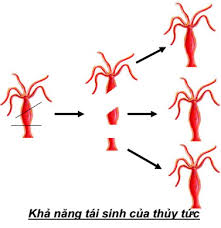 Khả năng tái sinh của thủy tức